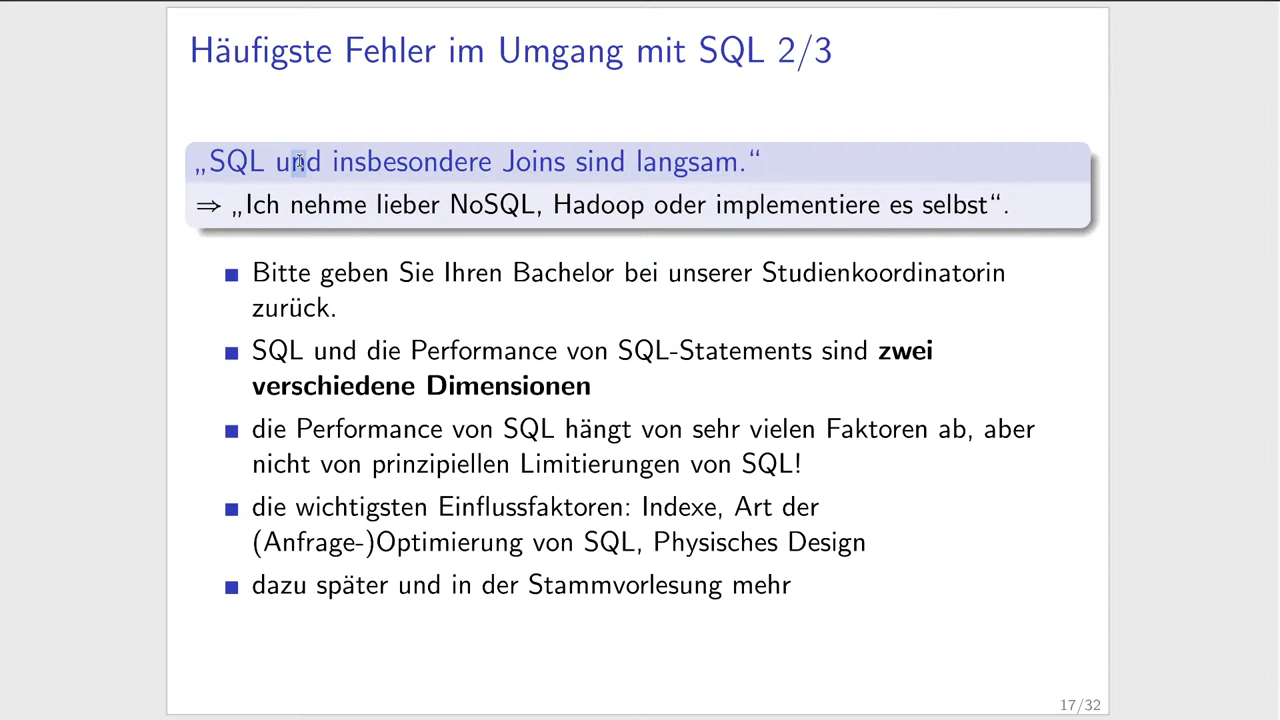 Häufigste Fehler im Umgang mit SQL 2/3
„SQL und insbesondere Joins sind langsam.“
⇒ „Ich nehme lieber NoSQL, Hadoop oder implementiere es selbst“.
Bitte geben Sie Ihren Bachelor bei unserer Studienkoordinatorin
zurück.
SQL und die Performance von SQL-Statements sind zwei
verschiedene Dimensionen
die Performance von SQL hängt von sehr vielen Faktoren ab, aber
nicht von prinzipiellen Limitierungen von SQL!
die wichtigsten Einflussfaktoren: Indexe, Art der
(Anfrage-)Optimierung von SQL, Physisches Design
dazu später und in der Stammvorlesung mehr
17/32